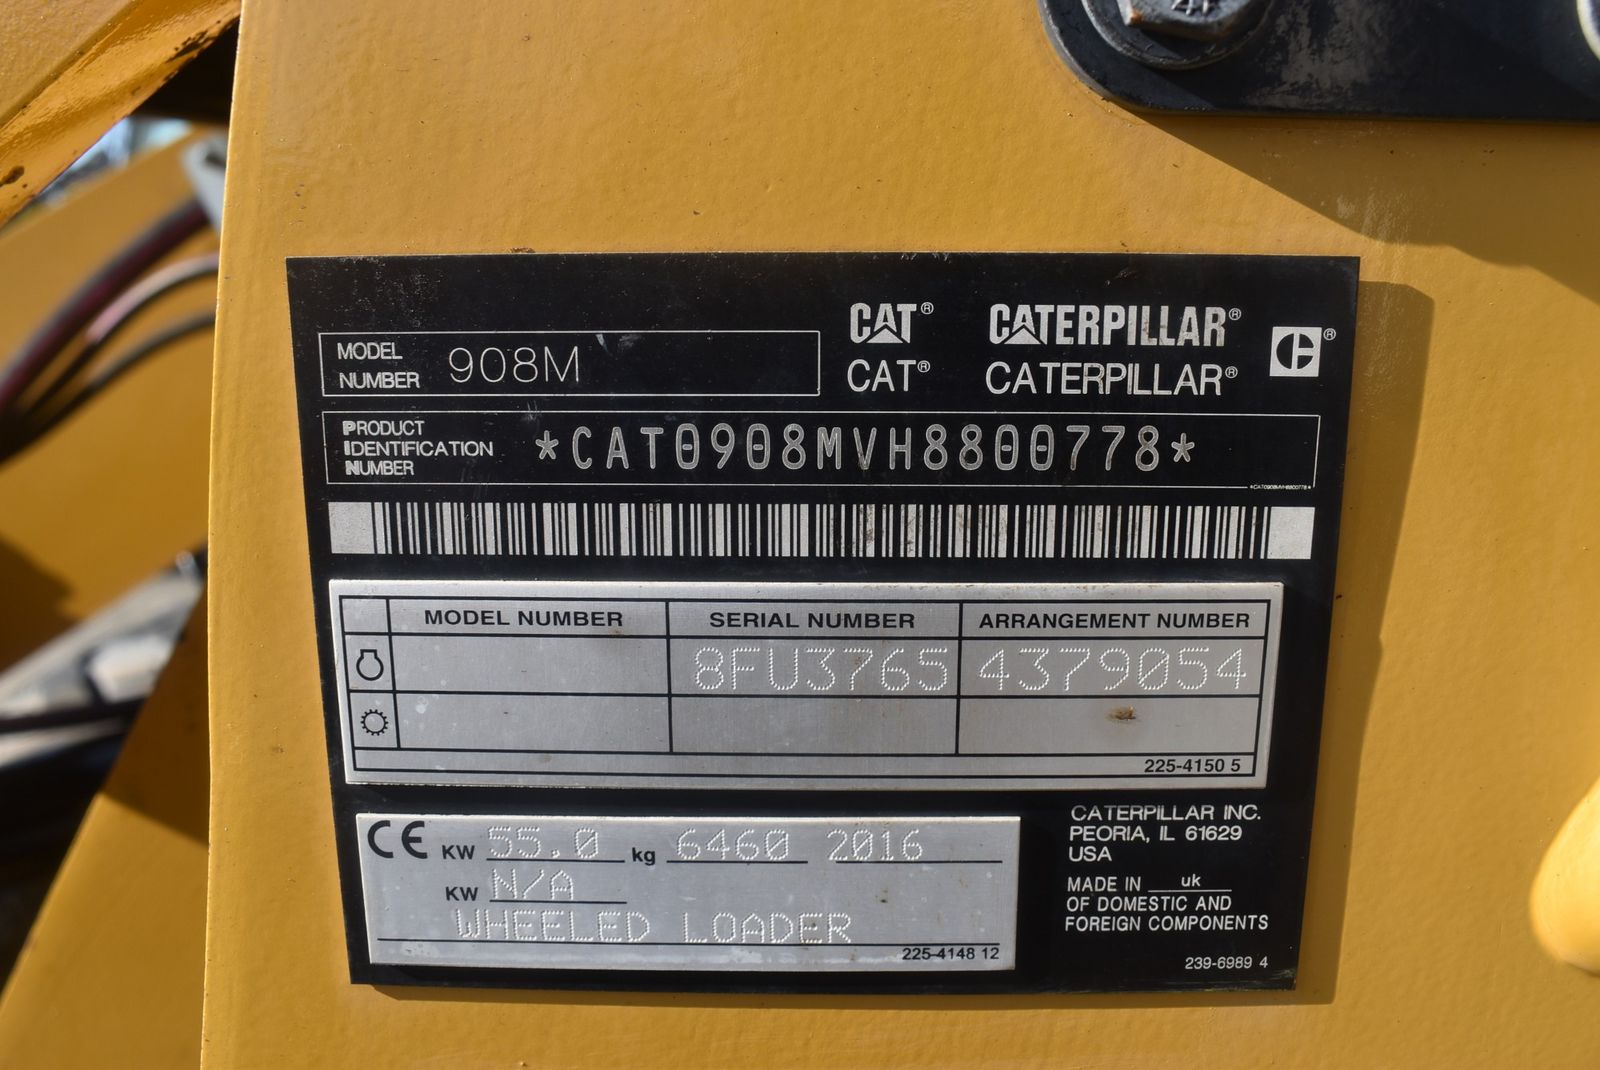 MODEL
NUMBER
908M
CAT® CATERPILLAR® ®
CAT® CATERPILLAR®
PRODUCT
IDENTIFICATION
NUMBER
*CAT0908MVH8800778*
*CAT0908MVH8800778*
MODEL NUMBER SERIAL NUMBER ARRANGEMENT NUMBER
8FU3765 4379054
225-4150 5
CE KW 55.0 kg 6460 2016
KW N/A
WHEELED LOADER
225-4148 12
CATERPILLAR INC.
PEORIA, IL 61629
USA
MADE IN uk
OF DOMESTIC AND
FOREIGN COMPONENTS
239-6989 4